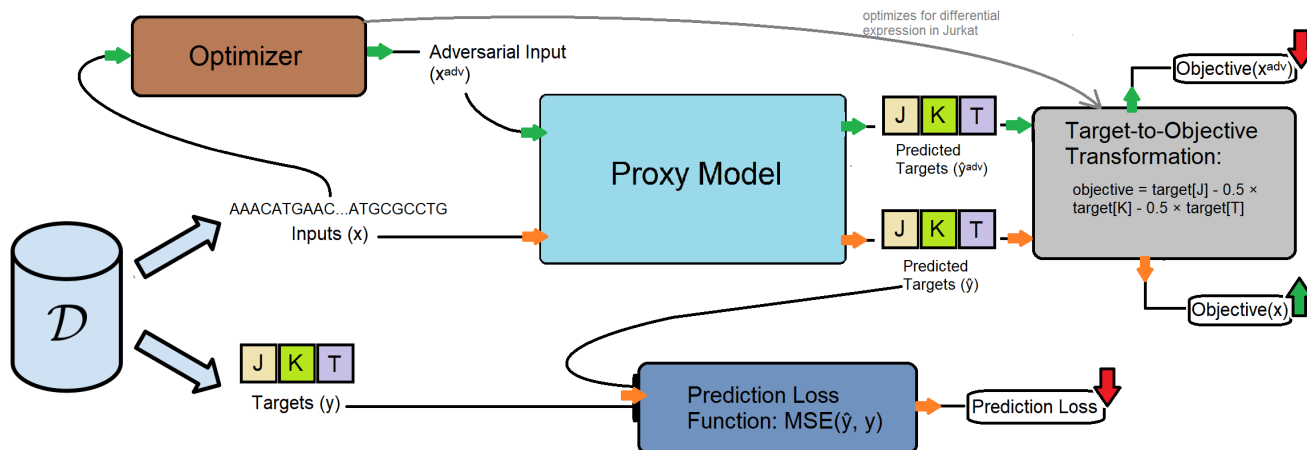 optimizes for differential
expression in Jurkat
Optimizer
Adversarial Input
(xᵃᵈᵛ)
Objective(xᵃᵈᵛ)
Proxy Model
J K T
Predicted
Targets (ŷᵃᵈᵛ)
Target-to-Objective
Transformation:
objective = target[J] - 0.5 ×
target[K] - 0.5 × target[T]
AAACATGAAC...ATGCGCCTG
Inputs (x)
J K T
Predicted
Targets (ŷ)
Objective(x)
D
J K T
Targets (y)
Prediction Loss
Function: MSE(ŷ, y)
Prediction Loss